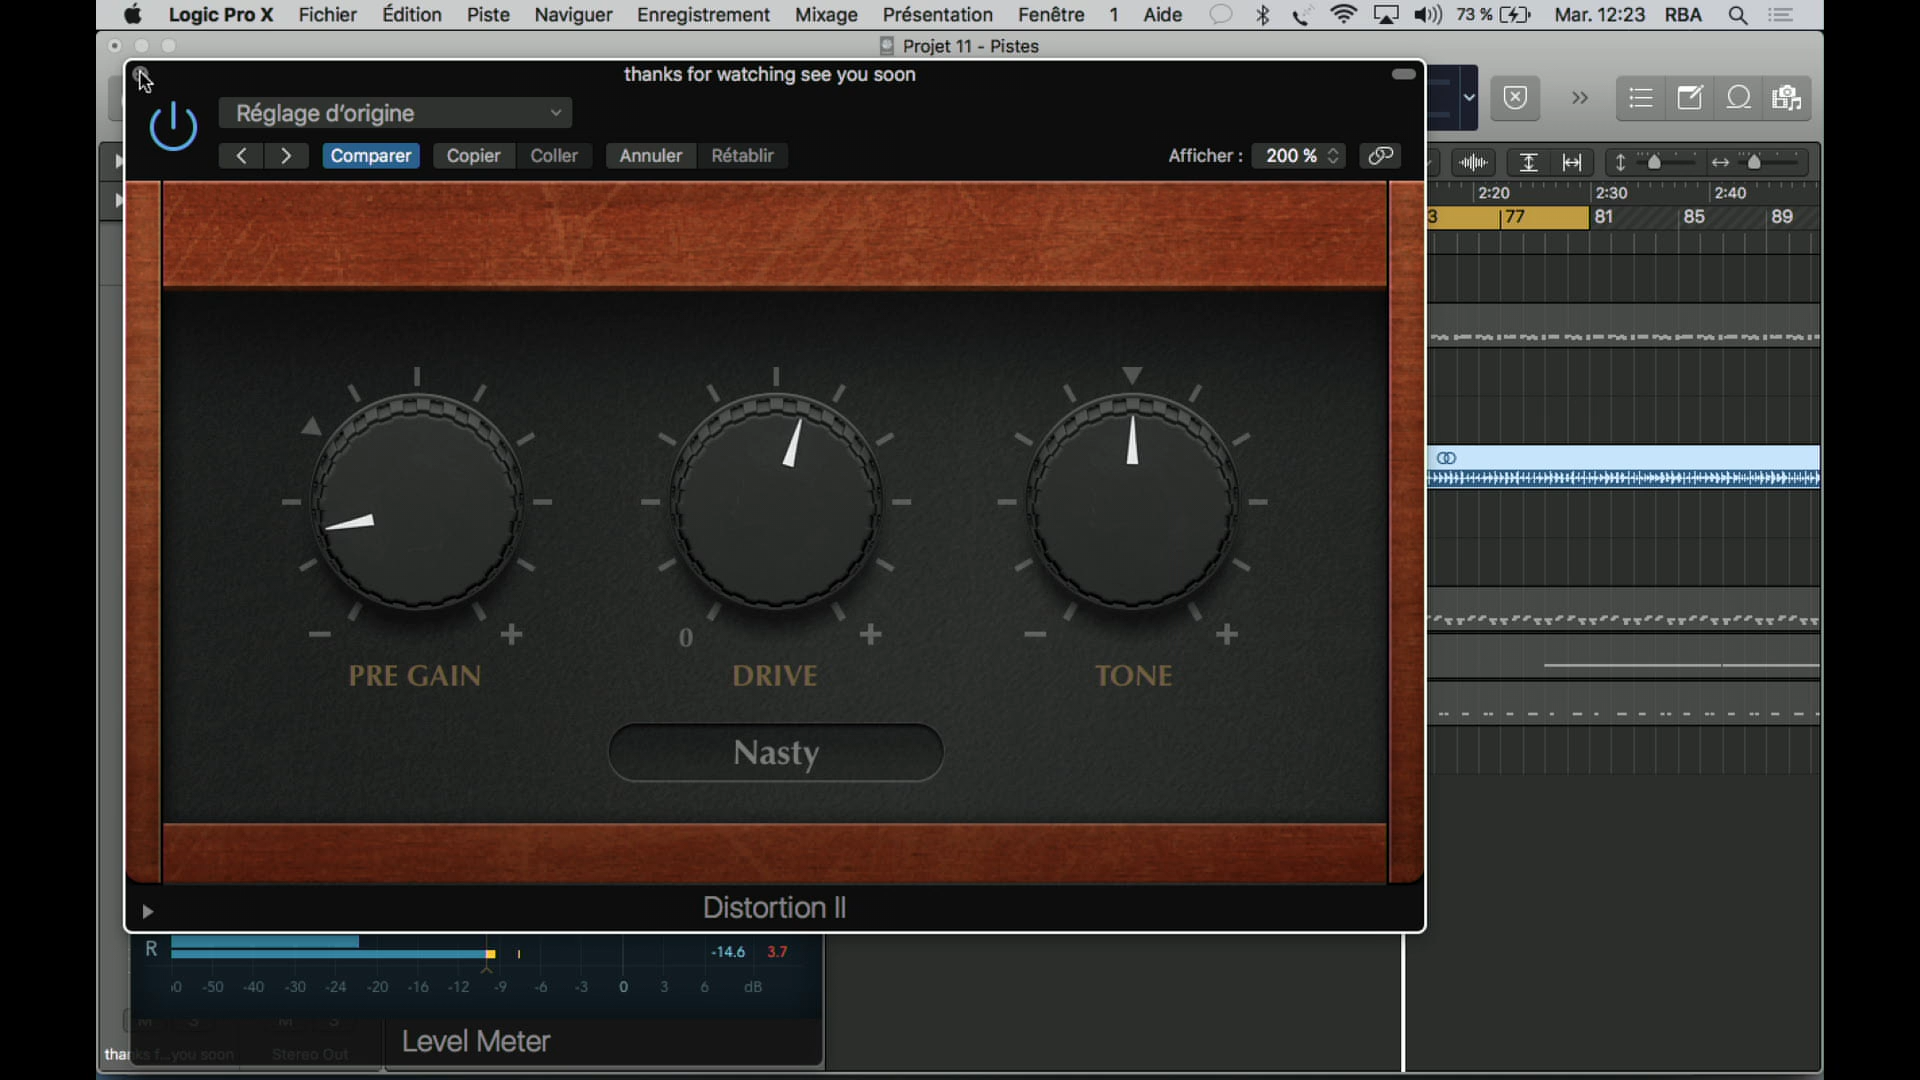 Logic Pro X Fichier Édition Piste Naviguer Enregistrement Mixage Présentation Fenêtre 1 Aide 73 % Mar. 12:23 RBA
Projet 11 - Pistes
thanks for watching see you soon
Réglage d'origine
Comparer Copier Coller Annuler Rétablir Afficher : 200 %
2:20 2:30 2:40
3 77 81 85 89
PRE GAIN
0
DRIVE
TONE
Nasty
Distortion II
R -14.6 3.7
-50 -40 -30 -24 -20 -16 -12 -9 -6 -3 0 3 6 dB
M S M S
Level Meter
thanks f...you soon Stereo Out